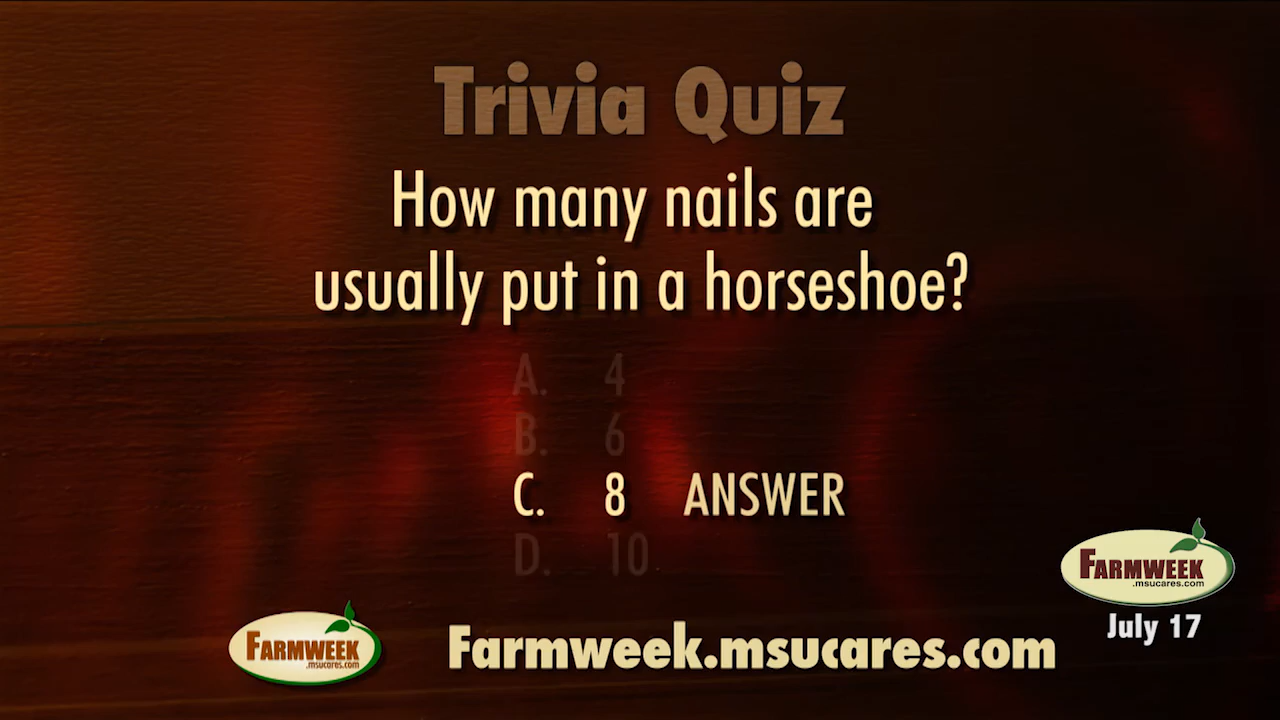 Trivia Quiz
How many nails are
usually put in a horseshoe?
A. 4
B. 6
C. 8 ANSWER
D. 10
FARMWEEK
.msucares.com
July 17
FARMWEEK
.msucares.com
Farmweek.msucares.com